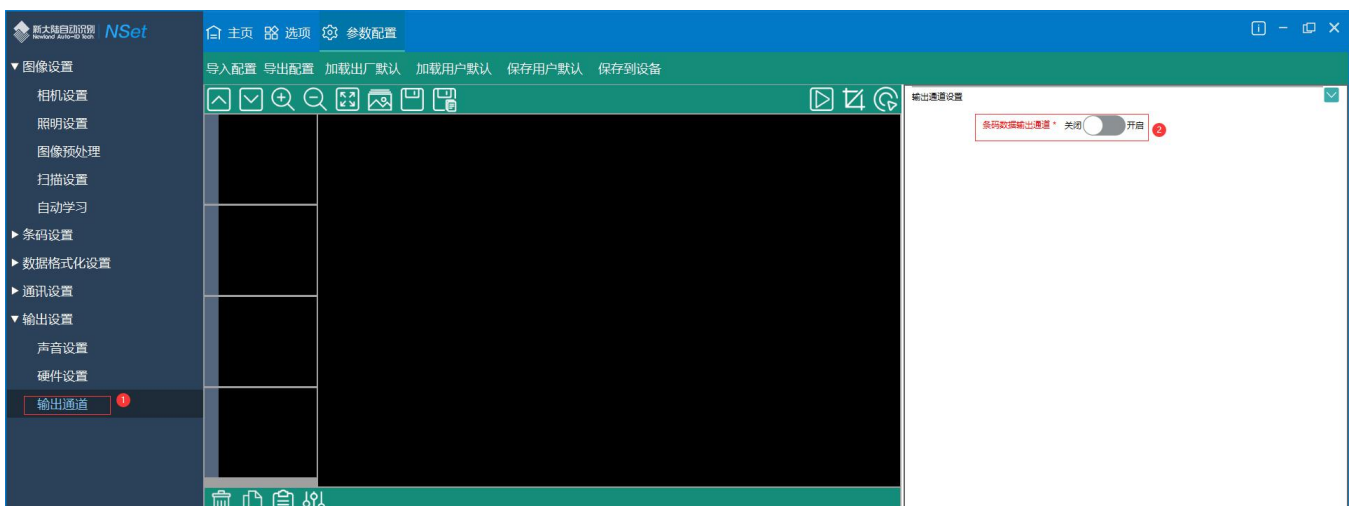 新大陆自动识别 NSet
Newland Auto-ID Tech
主页 选项 参数配置
导入配置 导出配置 加载出厂默认 加载用户默认 保存用户默认 保存到设备
▼图像设置
相机设置
照明设置
图像预处理
扫描设置
自动学习
▶条码设置
▶数据格式化设置
▶通讯设置
▼输出设置
声音设置
硬件设置
输出通道 1
输出通道设置
条码数据输出通道 * 关闭 开启 2